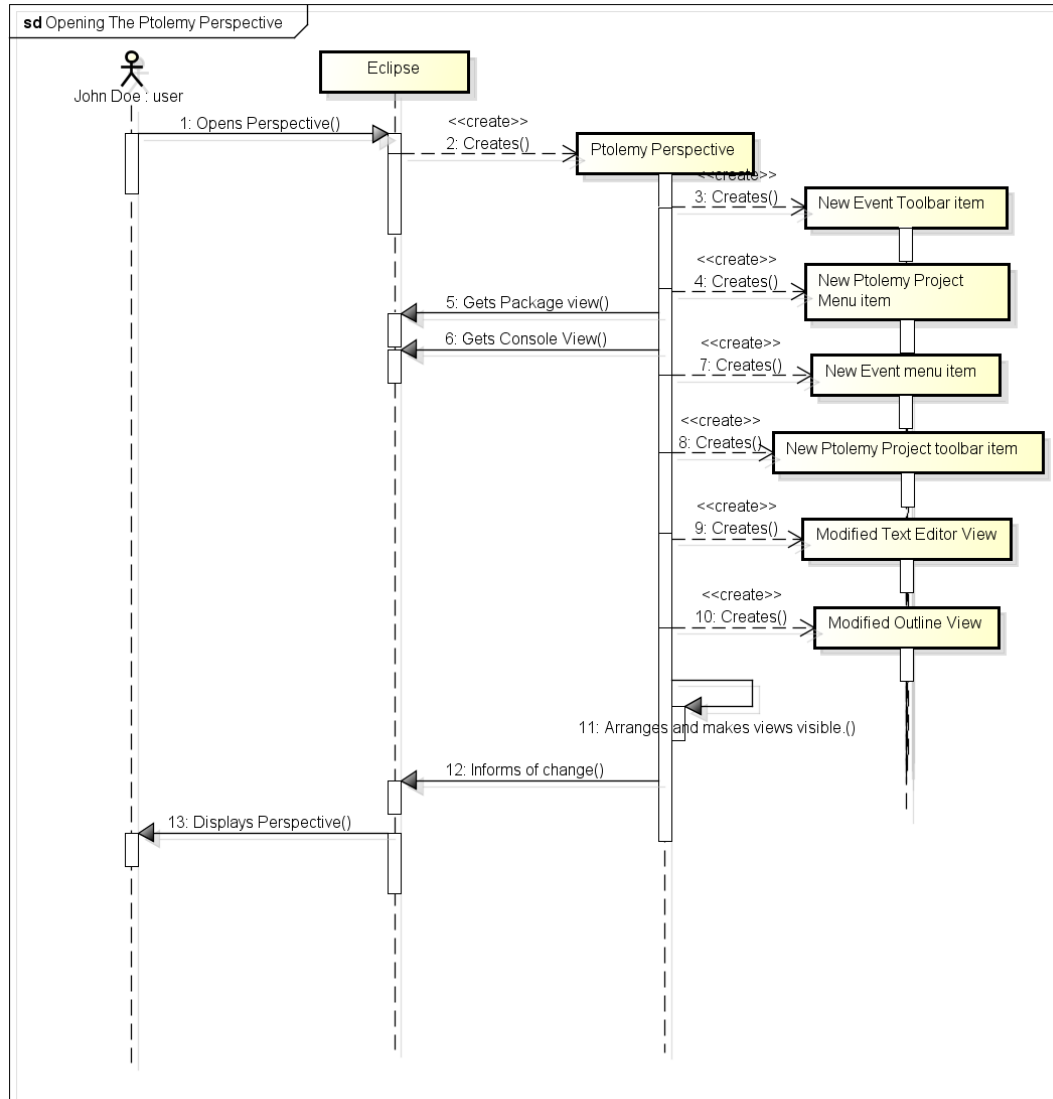 sd Opening The Ptolemy Perspective
John Doe : user
Eclipse
1: Opens Perspective()
<<create>>
2: Creates()
Ptolemy Perspective
<<create>>
3: Creates()
New Event Toolbar item
<<create>>
4: Creates()
New Ptolemy Project
Menu item
5: Gets Package view()
6: Gets Console View()
<<create>>
7: Creates()
New Event menu item
<<create>>
8: Creates()
New Ptolemy Project toolbar item
<<create>>
9: Creates()
Modified Text Editor View
<<create>>
10: Creates()
Modified Outline View
11: Arranges and makes views visible.()
12: Informs of change()
13: Displays Perspective()